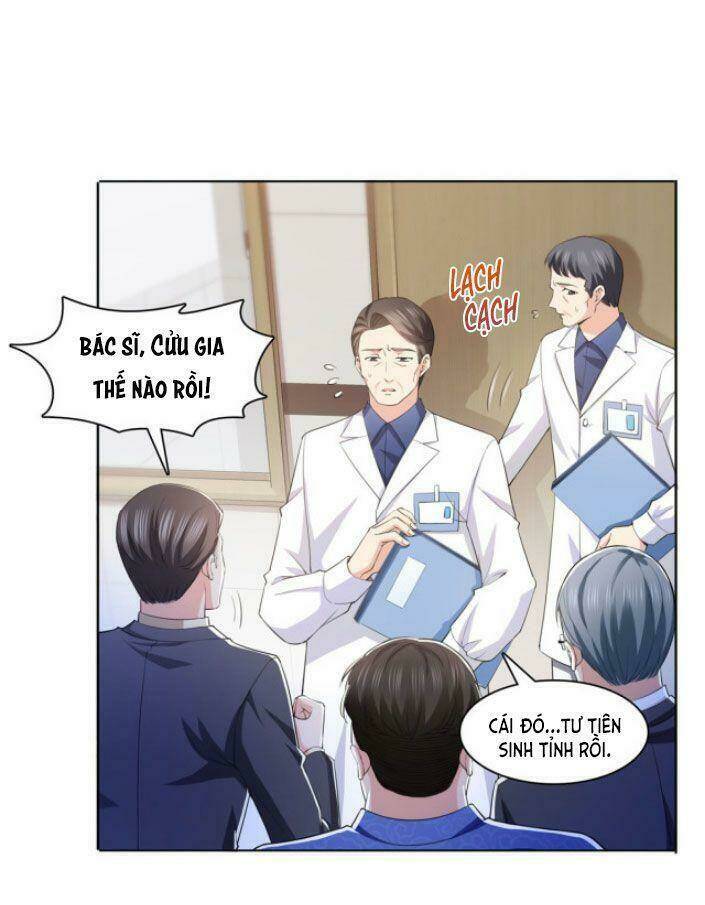 BÁC SĨ, CỬU GIA
THẾ NÀO RỒI!
LẠCH
CẠCH
CÁI ĐÓ...TƯ TIÊN
SINH TỈNH RỒI.